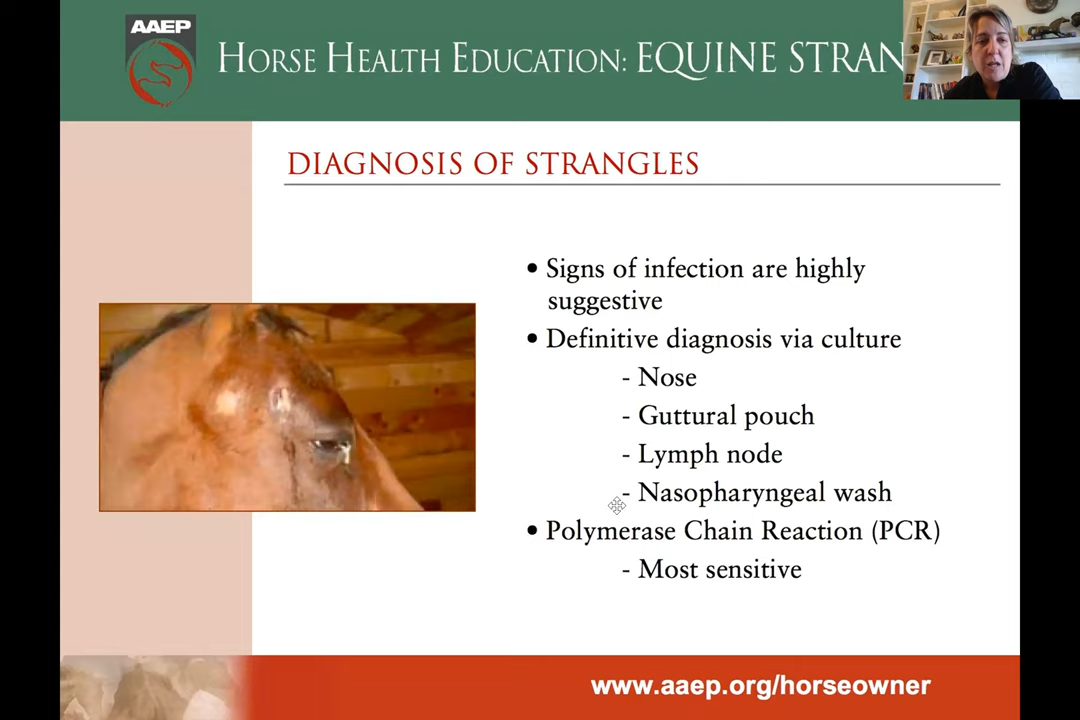 AAEP
HORSE HEALTH EDUCATION: EQUINE STRAN
DIAGNOSIS OF STRANGLES
• Signs of infection are highly
suggestive
• Definitive diagnosis via culture
- Nose
- Guttural pouch
- Lymph node
- Nasopharyngeal wash
• Polymerase Chain Reaction (PCR)
- Most sensitive
www.aaep.org/horseowner